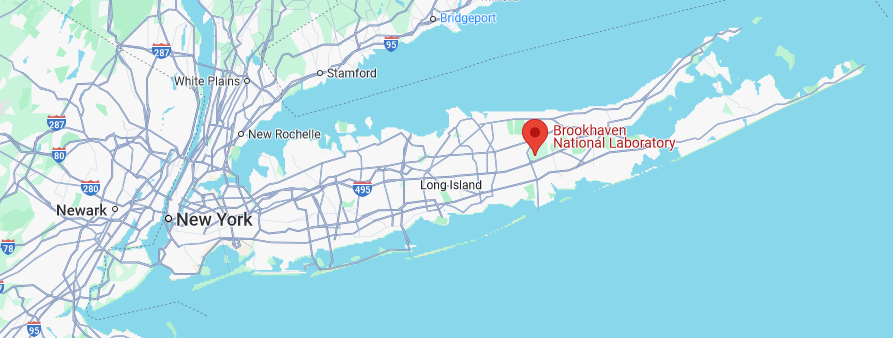 Bridgeport
95
287
White Plains
Stamford
287
New Rochelle
80
Brookhaven
National Laboratory
280
495
Long Island
Newark
New York
78
95